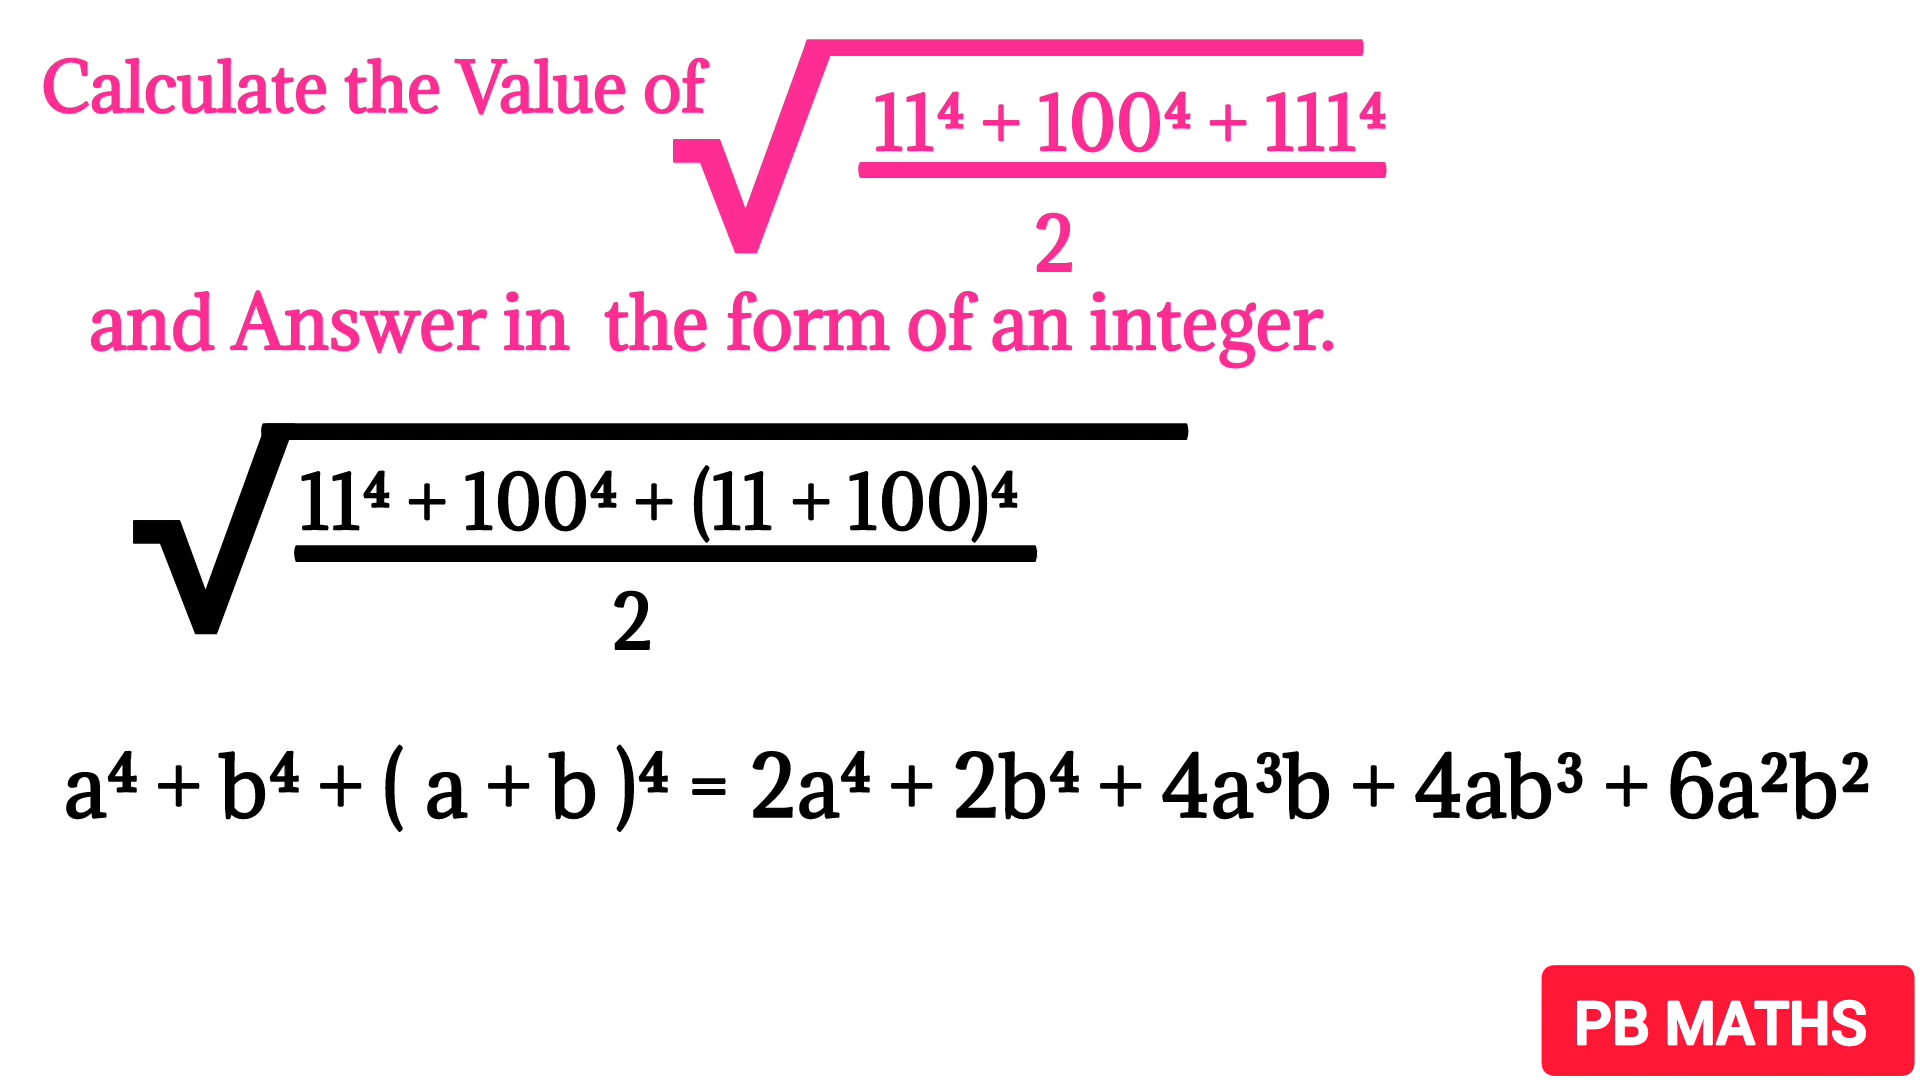 Calculate the Value of √ 11⁴ + 100⁴ + 111⁴
2
and Answer in the form of an integer.
√ 11⁴ + 100⁴ + (11 + 100)⁴
2
a⁴ + b⁴ + ( a + b )⁴ = 2a⁴ + 2b⁴ + 4a³b + 4ab³ + 6a²b²
PB MATHS